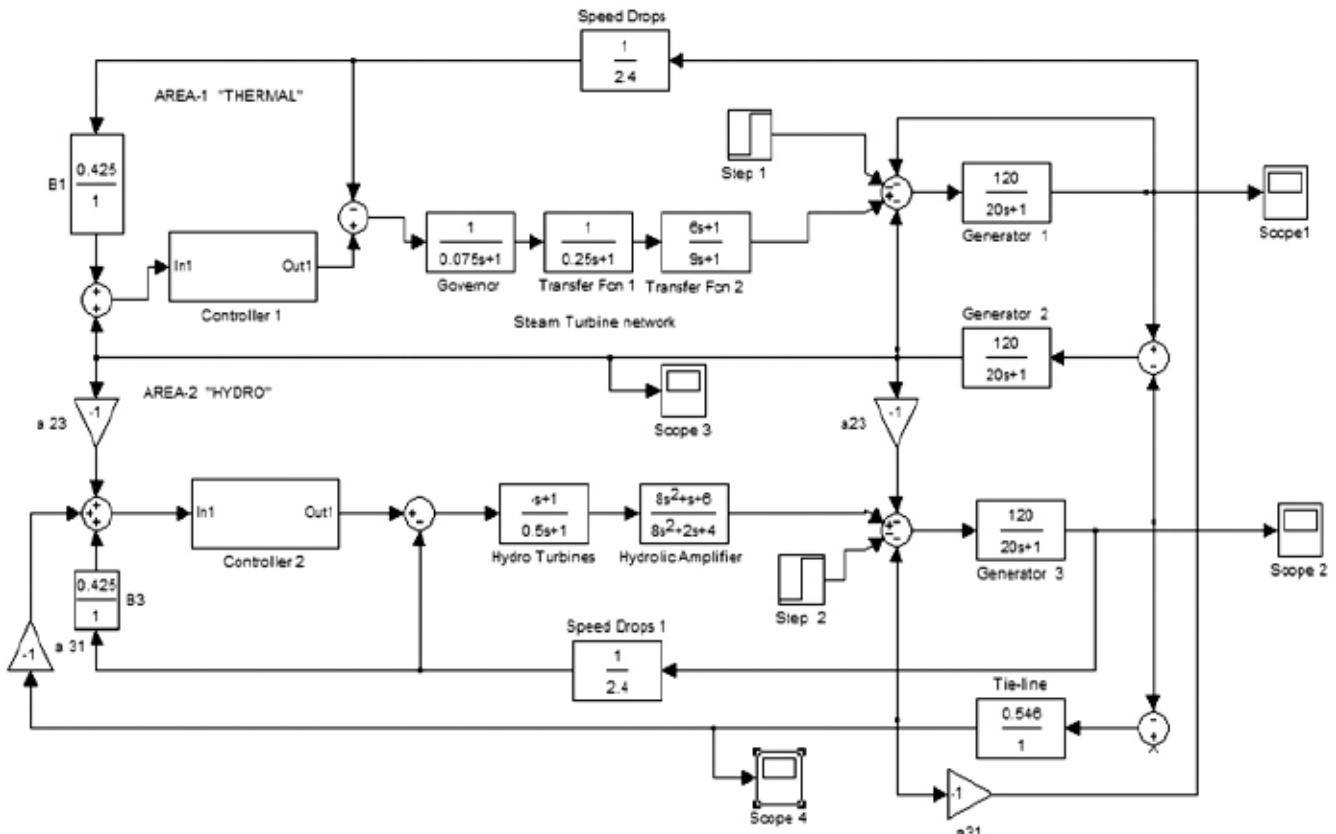 Speed Drops
1
2.4
AREA-1 "THERMAL"
B1
0.425
1
Step 1
-
+
1
0.075s+1
Governor
1
0.25s+1
Transfer Fcn 1
6s+1
9s+1
Transfer Fcn 2
120
20s+1
Generator 1
Scope1
In1
Out1
Controller 1
+
+
Steam Turbine network
Generator 2
120
20s+1
+
-
AREA-2 "HYDRO"
Scope 3
a 23
-1
a23
-1
In1
Out1
Controller 2
+
-
-s+1
0.5s+1
Hydro Turbines
8s2+s+6
8s2+2s+4
Hydrolic Amplifier
120
20s+1
Generator 3
Scope 2
0.425
1
B3
Step 2
a 31
-1
Speed Drops 1
1
2.4
Tie-line
0.546
1
-
+
Scope 4
-1
a31